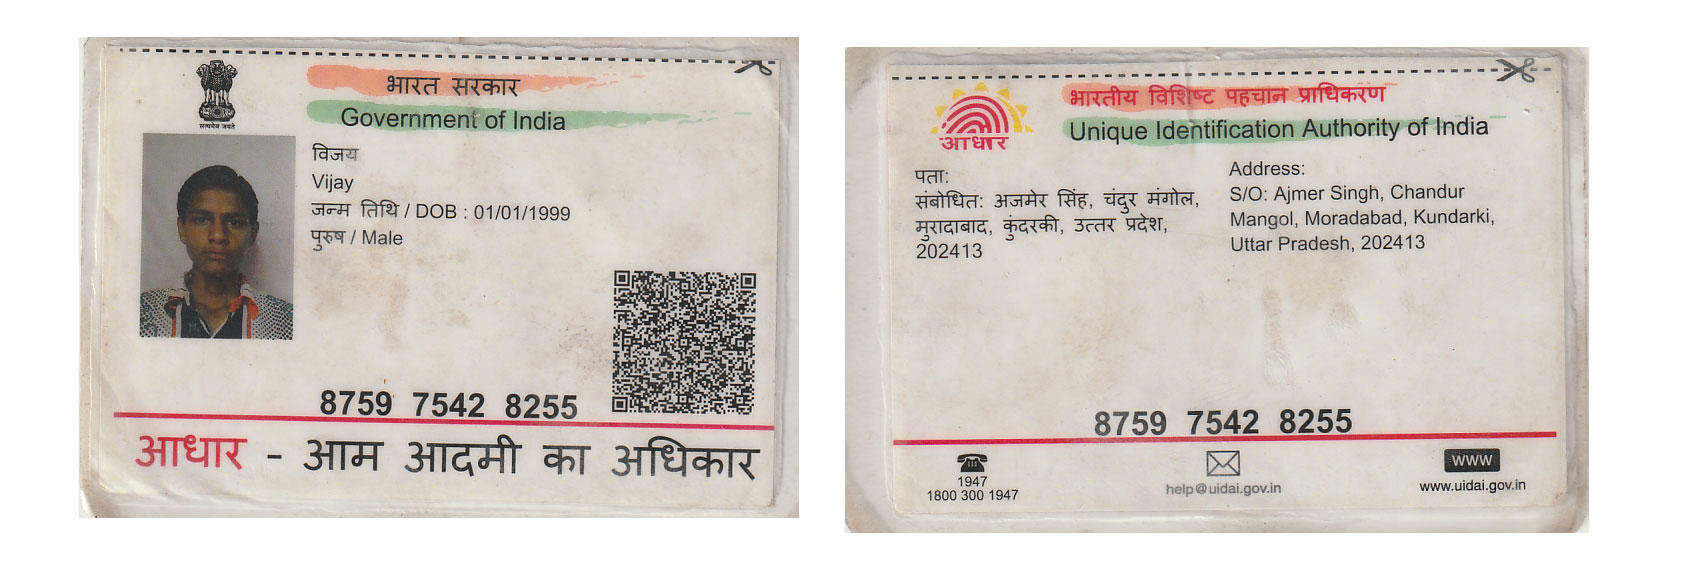 भारत सरकार
Government of India
सत्यमेव जयते
विजय
Vijay
जन्म तिथि / DOB : 01/01/1999
पुरुष / Male
8759 7542 8255
आधार - आम आदमी का अधिकार
भारतीय विशिष्ट पहचान प्राधिकरण
Unique Identification Authority of India
आधार
पता:
संबोधित: अजमेर सिंह, चंदुर मंगोल,
मुरादाबाद, कुंदरकी, उत्तर प्रदेश,
202413
Address:
S/O: Ajmer Singh, Chandur
Mangol, Moradabad, Kundarki,
Uttar Pradesh, 202413
8759 7542 8255
1947
1800 300 1947
help@uidai.gov.in
www
www.uidai.gov.in